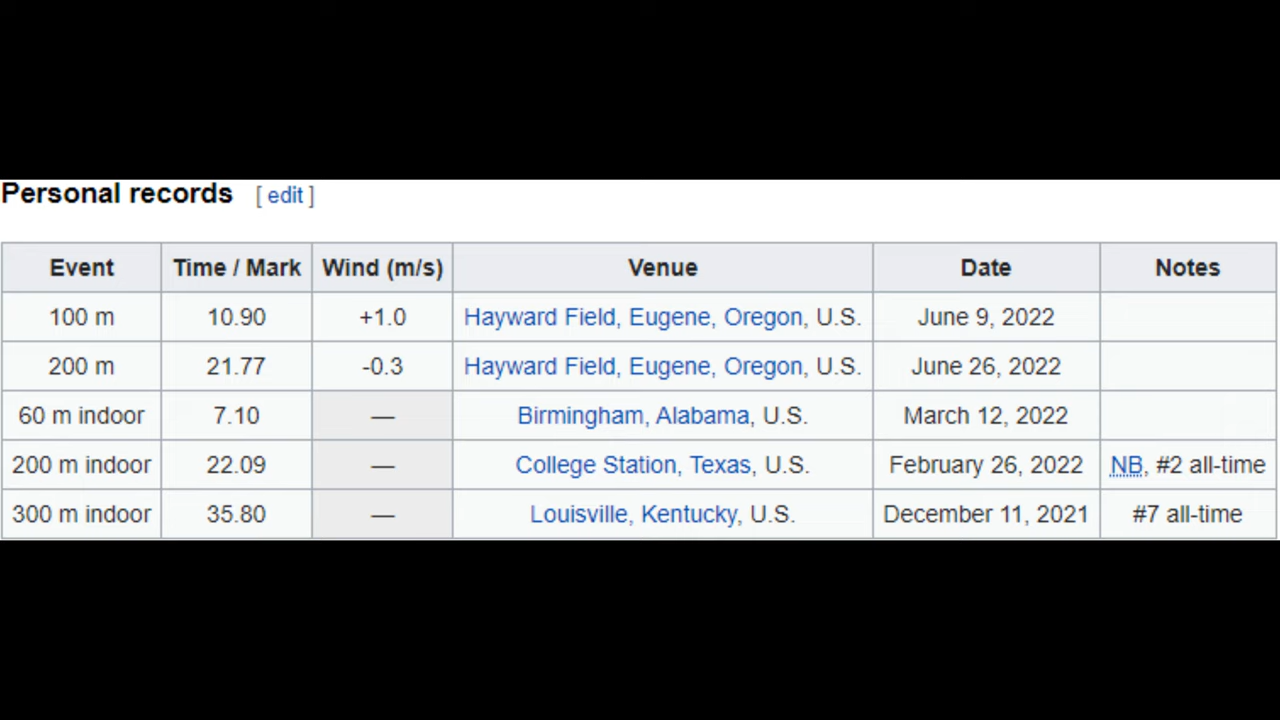 Personal records [ edit ]
Event Time / Mark Wind (m/s) Venue Date Notes
100 m 10.90 +1.0 Hayward Field, Eugene, Oregon, U.S. June 9, 2022
200 m 21.77 -0.3 Hayward Field, Eugene, Oregon, U.S. June 26, 2022
60 m indoor 7.10 — Birmingham, Alabama, U.S. March 12, 2022
200 m indoor 22.09 — College Station, Texas, U.S. February 26, 2022 NB, #2 all-time
300 m indoor 35.80 — Louisville, Kentucky, U.S. December 11, 2021 #7 all-time